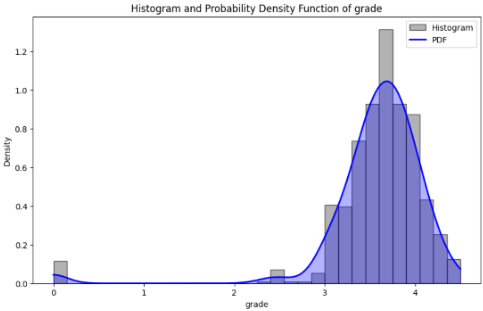 Histogram and Probability Density Function of grade
Histogram
PDF
Density
1.2
1.0
0.8
0.6
0.4
0.2
0.0
0 1 2 3 4
grade